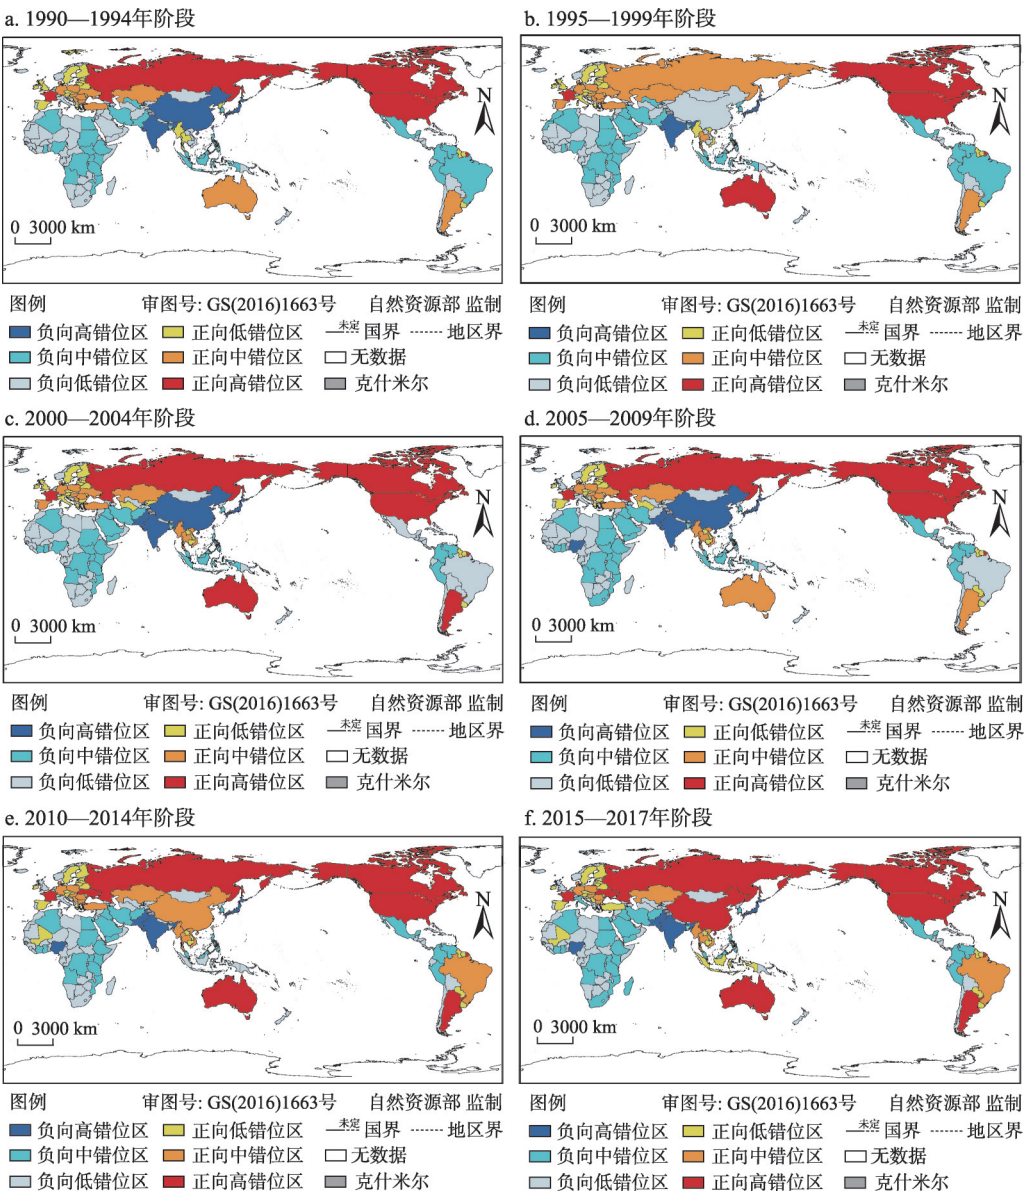 a. 1990—1994年阶段
N
0 3000 km
图例 审图号: GS(2016)1663号 自然资源部 监制
负向高错位区 正向低错位区 未定 国界 地区界
负向中错位区 正向中错位区 无数据
负向低错位区 正向高错位区 克什米尔
b. 1995—1999年阶段
N
0 3000 km
图例 审图号: GS(2016)1663号 自然资源部 监制
负向高错位区 正向低错位区 未定 国界 地区界
负向中错位区 正向中错位区 无数据
负向低错位区 正向高错位区 克什米尔
c. 2000—2004年阶段
N
0 3000 km
图例 审图号: GS(2016)1663号 自然资源部 监制
负向高错位区 正向低错位区 未定 国界 地区界
负向中错位区 正向中错位区 无数据
负向低错位区 正向高错位区 克什米尔
d. 2005—2009年阶段
N
0 3000 km
图例 审图号: GS(2016)1663号 自然资源部 监制
负向高错位区 正向低错位区 未定 国界 地区界
负向中错位区 正向中错位区 无数据
负向低错位区 正向高错位区 克什米尔
e. 2010—2014年阶段
N
0 3000 km
图例 审图号: GS(2016)1663号 自然资源部 监制
负向高错位区 正向低错位区 未定 国界 地区界
负向中错位区 正向中错位区 无数据
负向低错位区 正向高错位区 克什米尔
f. 2015—2017年阶段
N
0 3000 km
图例 审图号: GS(2016)1663号 自然资源部 监制
负向高错位区 正向低错位区 未定 国界 地区界
负向中错位区 正向中错位区 无数据
负向低错位区 正向高错位区 克什米尔